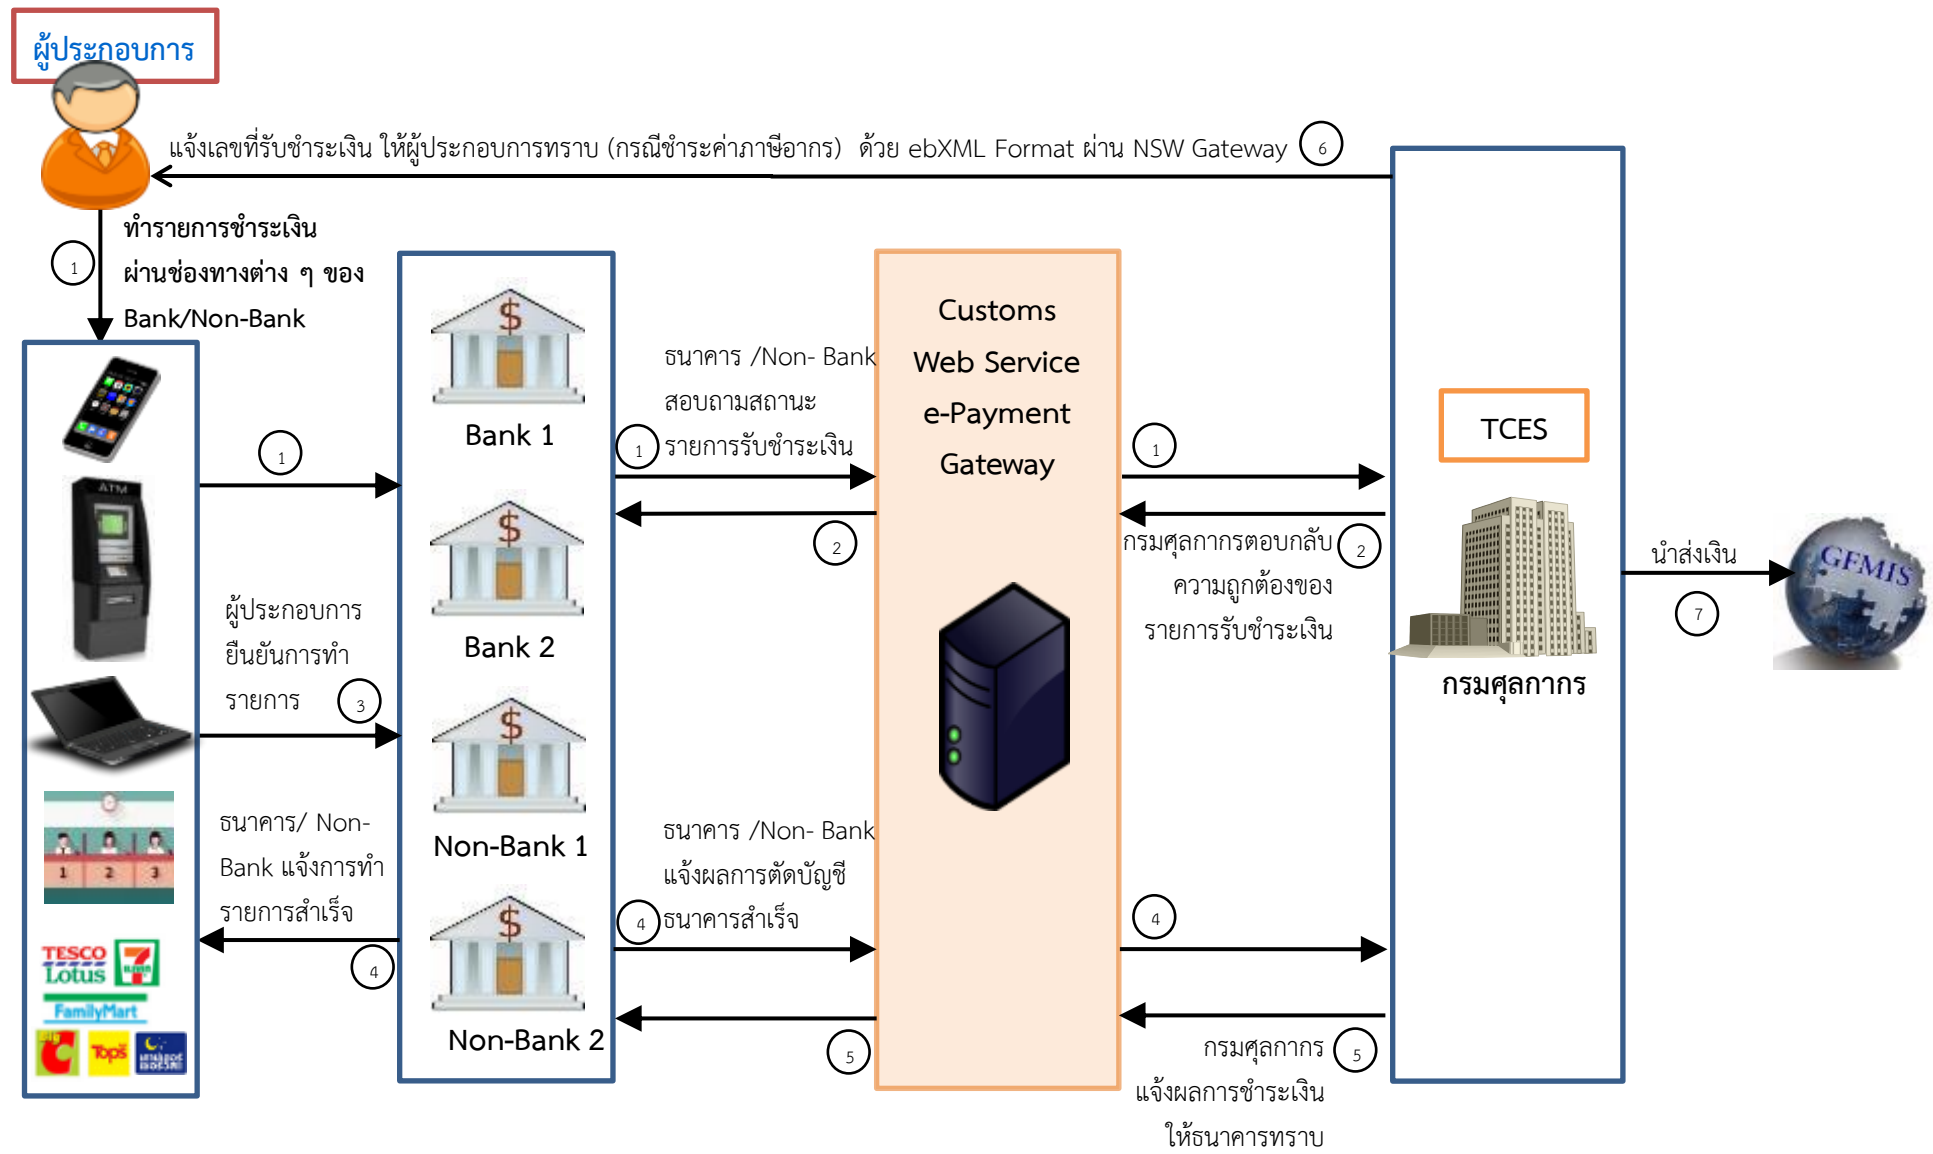 ผู้ประกอบการ
แจ้งเลขที่รับชำระเงิน ให้ผู้ประกอบการทราบ (กรณีชำระค่าภาษีอากร) ด้วย ebXML Format ผ่าน NSW Gateway 6
1
ทำรายการชำระเงิน
ผ่านช่องทางต่าง ๆ ของ
Bank/Non-Bank
ATM
1 2 3
TESCO
Lotus
7
ELEVEN
FamilyMart
C
Tops
1
ผู้ประกอบการ
ยืนยันการทำ
รายการ 3
ธนาคาร/ Non-
Bank แจ้งการทำ
รายการสำเร็จ
4
$
Bank 1
$
Bank 2
$
Non-Bank 1
$
Non-Bank 2
ธนาคาร /Non- Bank
สอบถามสถานะ
1 รายการรับชำระเงิน
2
ธนาคาร /Non- Bank
แจ้งผลการตัดบัญชี
4 ธนาคารสำเร็จ
5
Customs
Web Service
e-Payment
Gateway
1
กรมศุลกากรตอบกลับ 2
ความถูกต้องของ
รายการรับชำระเงิน
4
กรมศุลกากร 5
แจ้งผลการชำระเงิน
ให้ธนาคารทราบ
TCES
กรมศุลกากร
นำส่งเงิน
7
GFMIS